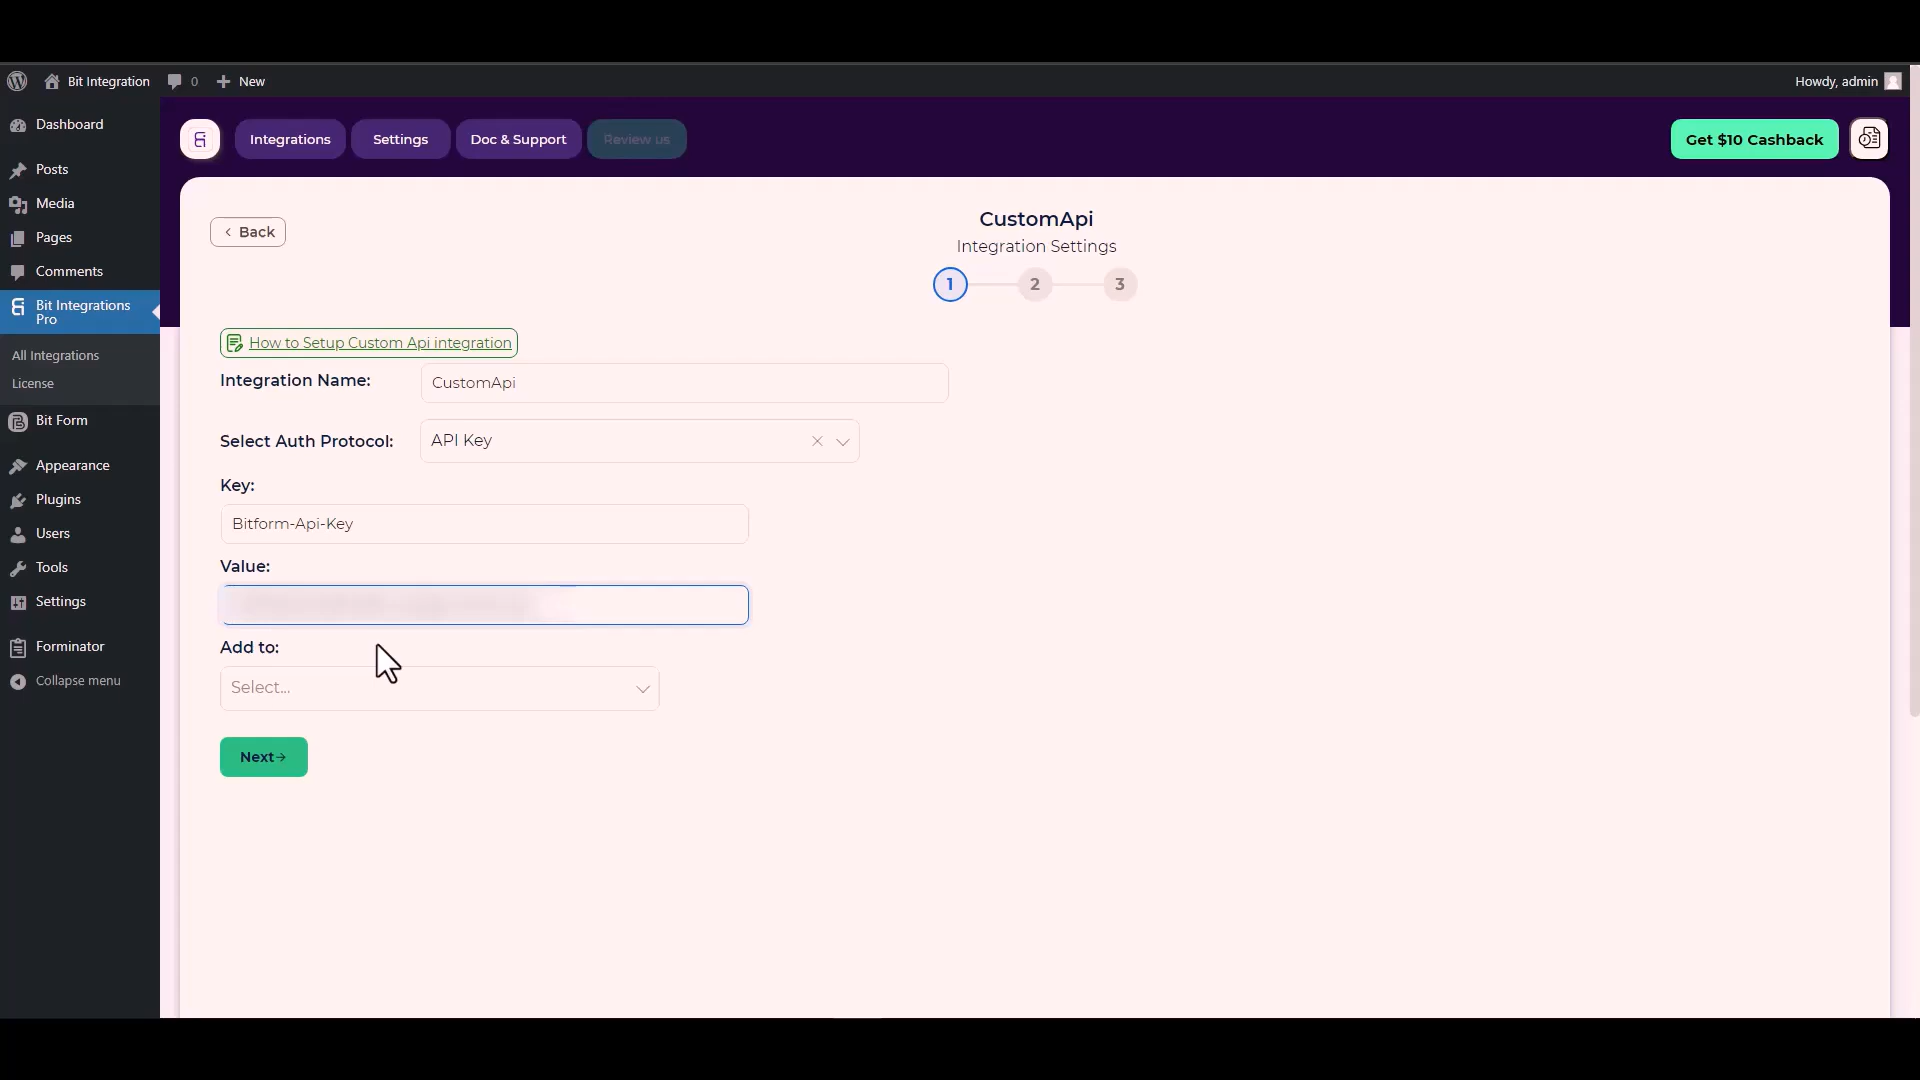 Bit Integration
0
New
Howdy, admin
Dashboard
Posts
Media
Pages
Comments
Bit Integrations
Pro
All Integrations
License
Bit Form
Appearance
Plugins
Users
Tools
Settings
Forminator
Collapse menu
Integrations
Settings
Doc & Support
Review us
Get $10 Cashback
Back
CustomApi
Integration Settings
1
2
3
How to Setup Custom Api integration
Integration Name:
CustomApi
Select Auth Protocol:
API Key
Key:
Bitform-Api-Key
Value:
Add to:
Select...
Next